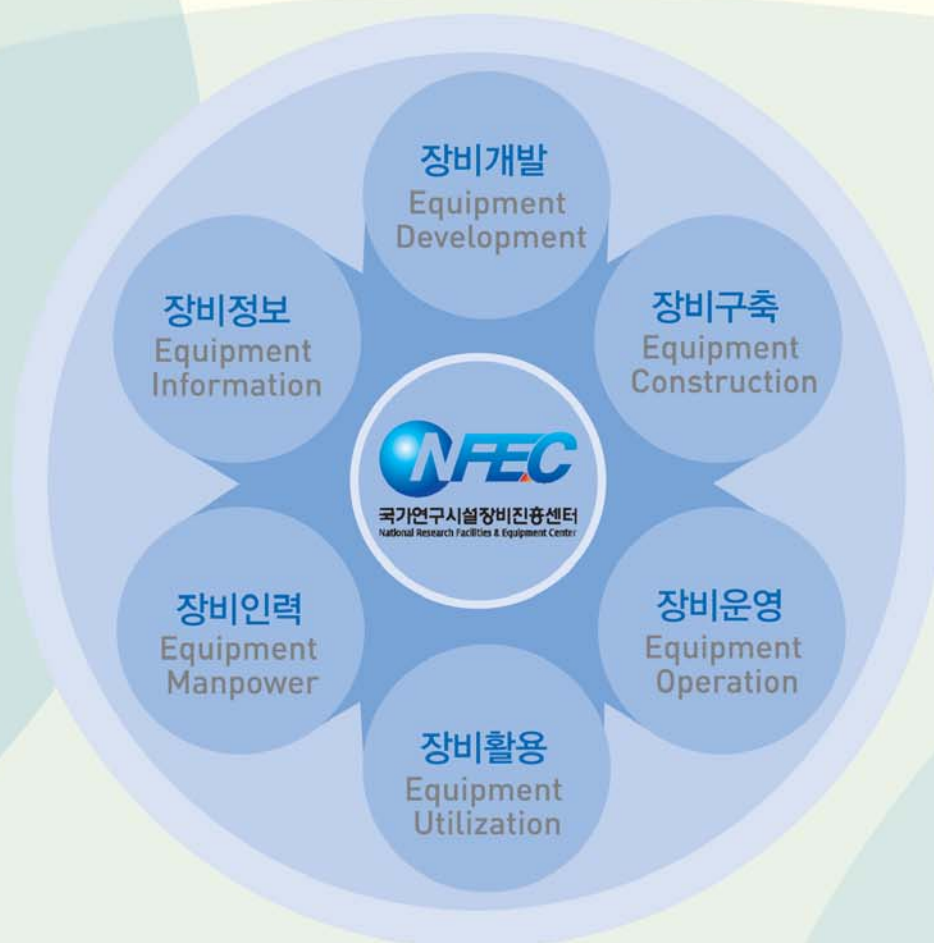 장비개발
Equipment
Development
장비정보
Equipment
Information
장비구축
Equipment
Construction
NFEC
국가연구시설장비진흥센터
National Research Facilities & Equipment Center
장비인력
Equipment
Manpower
장비운영
Equipment
Operation
장비활용
Equipment
Utilization